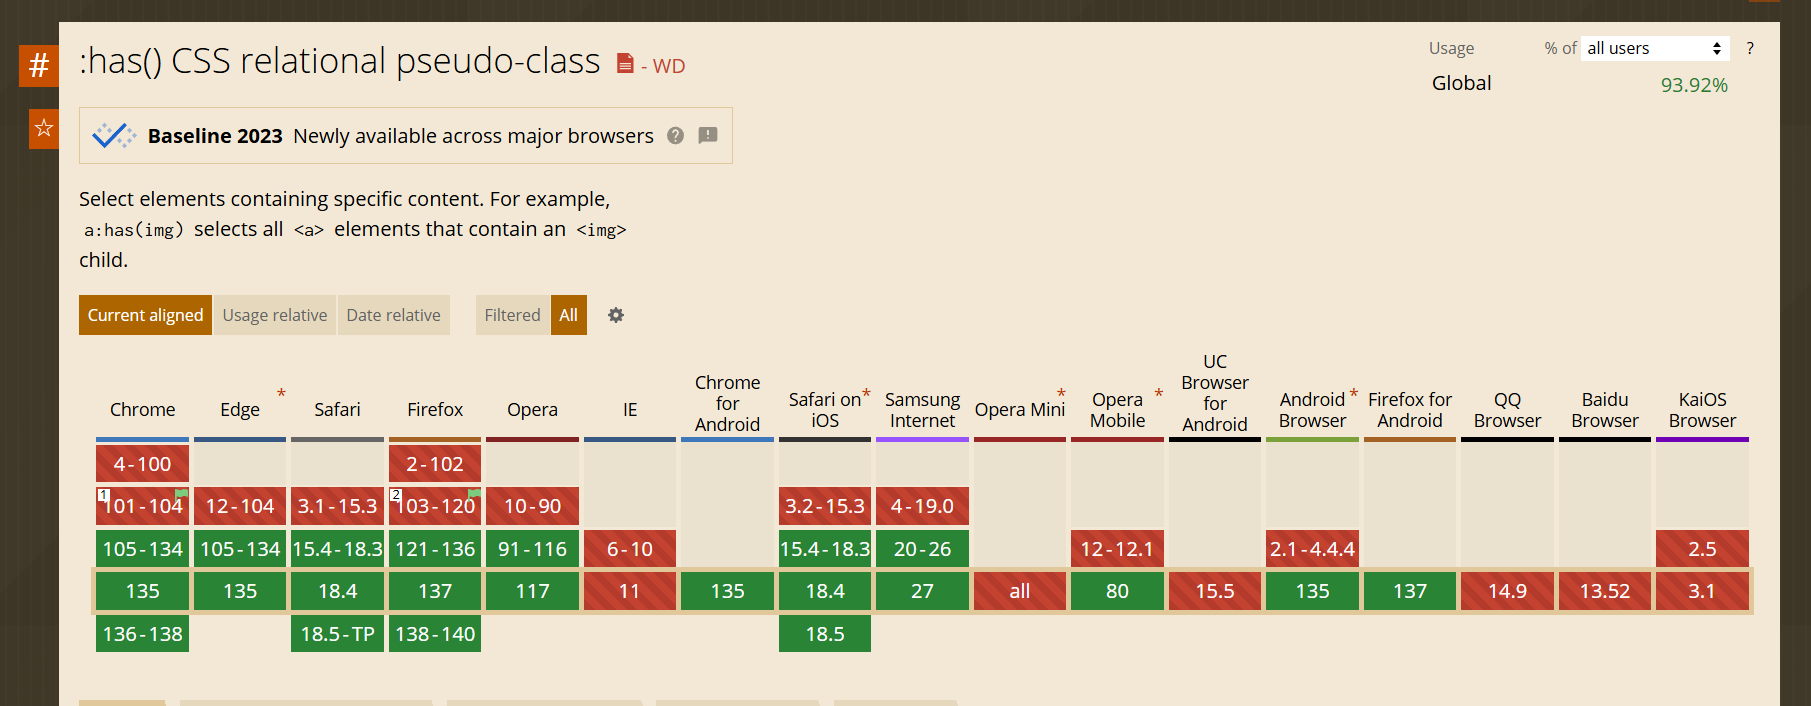 #
:has() CSS relational pseudo-class - WD
Usage % of all users ?
Global 93.92%
☆
Baseline 2023 Newly available across major browsers ? !
Select elements containing specific content. For example,
a:has(img) selects all <a> elements that contain an <img>
child.
Current aligned Usage relative Date relative Filtered All
Chrome
Edge *
Safari
Firefox
Opera
IE
Chrome
for
Android
Safari on *
iOS
Samsung
Internet
Opera Mini *
Opera *
Mobile
UC
Browser
for
Android
Android *
Browser
Firefox for
Android
QQ
Browser
Baidu
Browser
KaiOS
Browser
4-100 2-102
1 101-104 12-104 3.1-15.3 2 103-120 10-90 3.2-15.3 4-19.0
105-134 105-134 15.4-18.3 121-136 91-116 6-10 15.4-18.3 20-26 12-12.1 2.1-4.4.4 2.5
135 135 18.4 137 117 11 135 18.4 27 all 80 15.5 135 137 14.9 13.52 3.1
136-138 18.5-TP 138-140 18.5